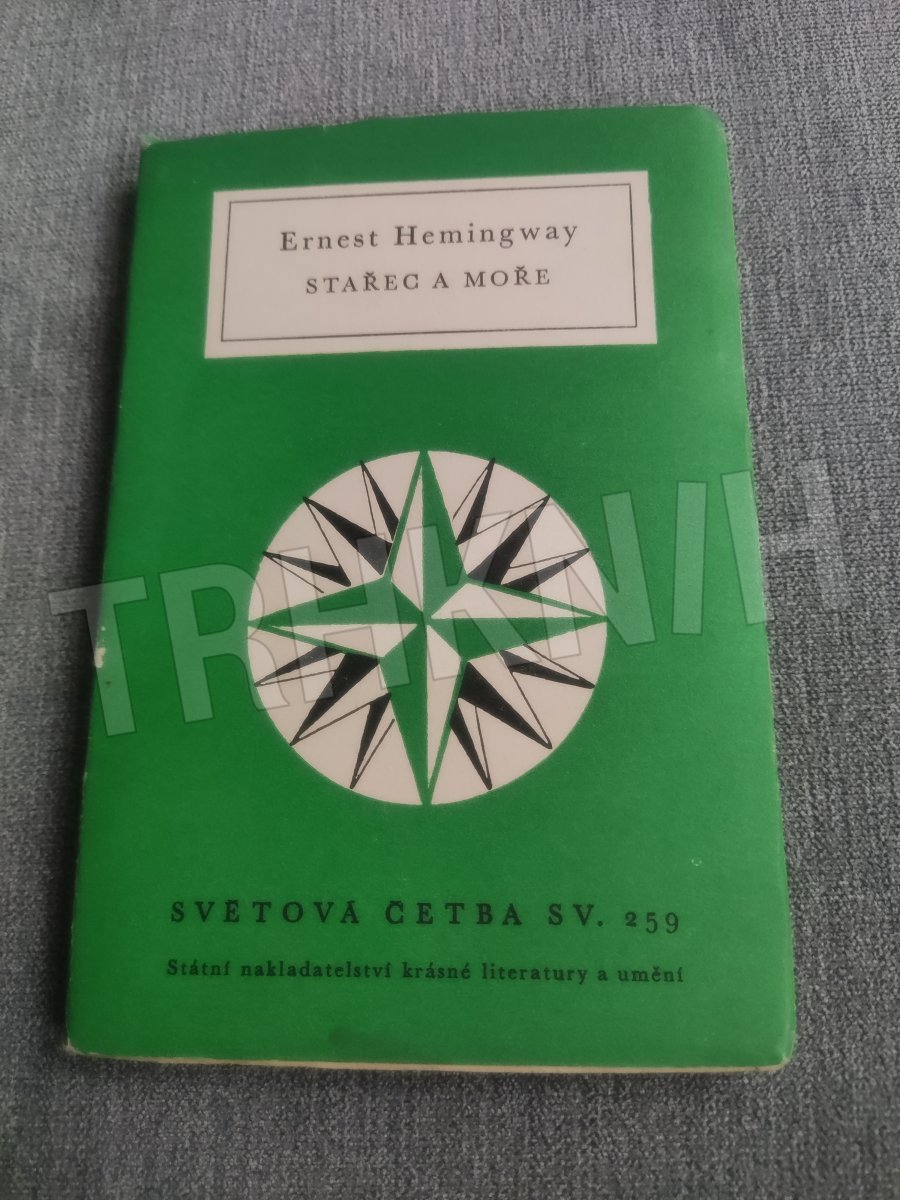 Ernest Hemingway
STAŘEC A MOŘE
TRHKNIH
SVĚTOVÁ ČETBA SV. 259
Státní nakladatelství krásné literatury a umění